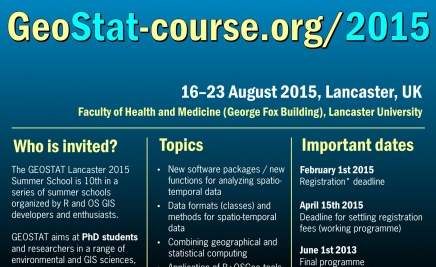 GeoStat-course.org/2015
16–23 August 2015, Lancaster, UK
Faculty of Health and Medicine (George Fox Building), Lancaster University
Who is invited?
The GEOSTAT Lancaster 2015
Summer School is 10th in a
series of summer schools
organized by R and OS GIS
developers and enthusiasts.
GEOSTAT aims at PhD students
and researchers in a range of
environmental and GIS sciences,
Topics
• New software packages / new
functions for analyzing spatio-
temporal data
• Data formats (classes) and
methods for spatio-temporal
data
• Combining geographical and
statistical computing
• Application of R+OSGeo tools
Important dates
February 1st 2015
Registration* deadline
April 15th 2015
Deadline for settling registration
fees (working programme)
June 1st 2013
Final programme